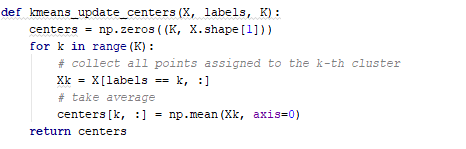 def kmeans_update_centers(X, labels, K):
    centers = np.zeros((K, X.shape[1]))
    for k in range(K):
        # collect all points assigned to the k-th cluster
        Xk = X[labels == k, :]
        # take average
        centers[k, :] = np.mean(Xk, axis=0)
    return centers